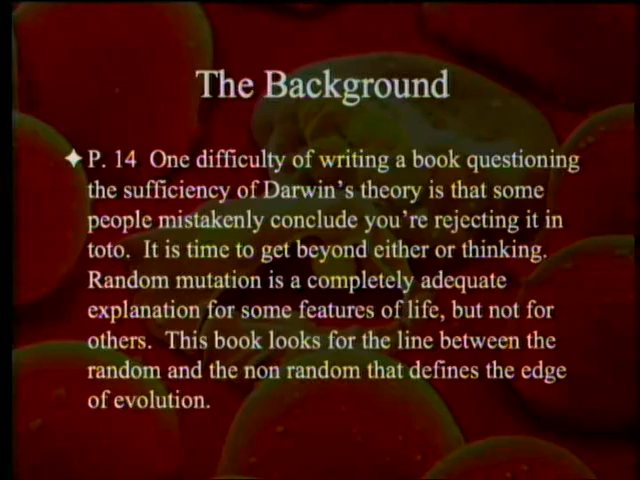 The Background
P. 14 One difficulty of writing a book questioning
the sufficiency of Darwin's theory is that some
people mistakenly conclude you're rejecting it in
toto. It is time to get beyond either or thinking.
Random mutation is a completely adequate
explanation for some features of life, but not for
others. This book looks for the line between the
random and the non random that defines the edge
of evolution.